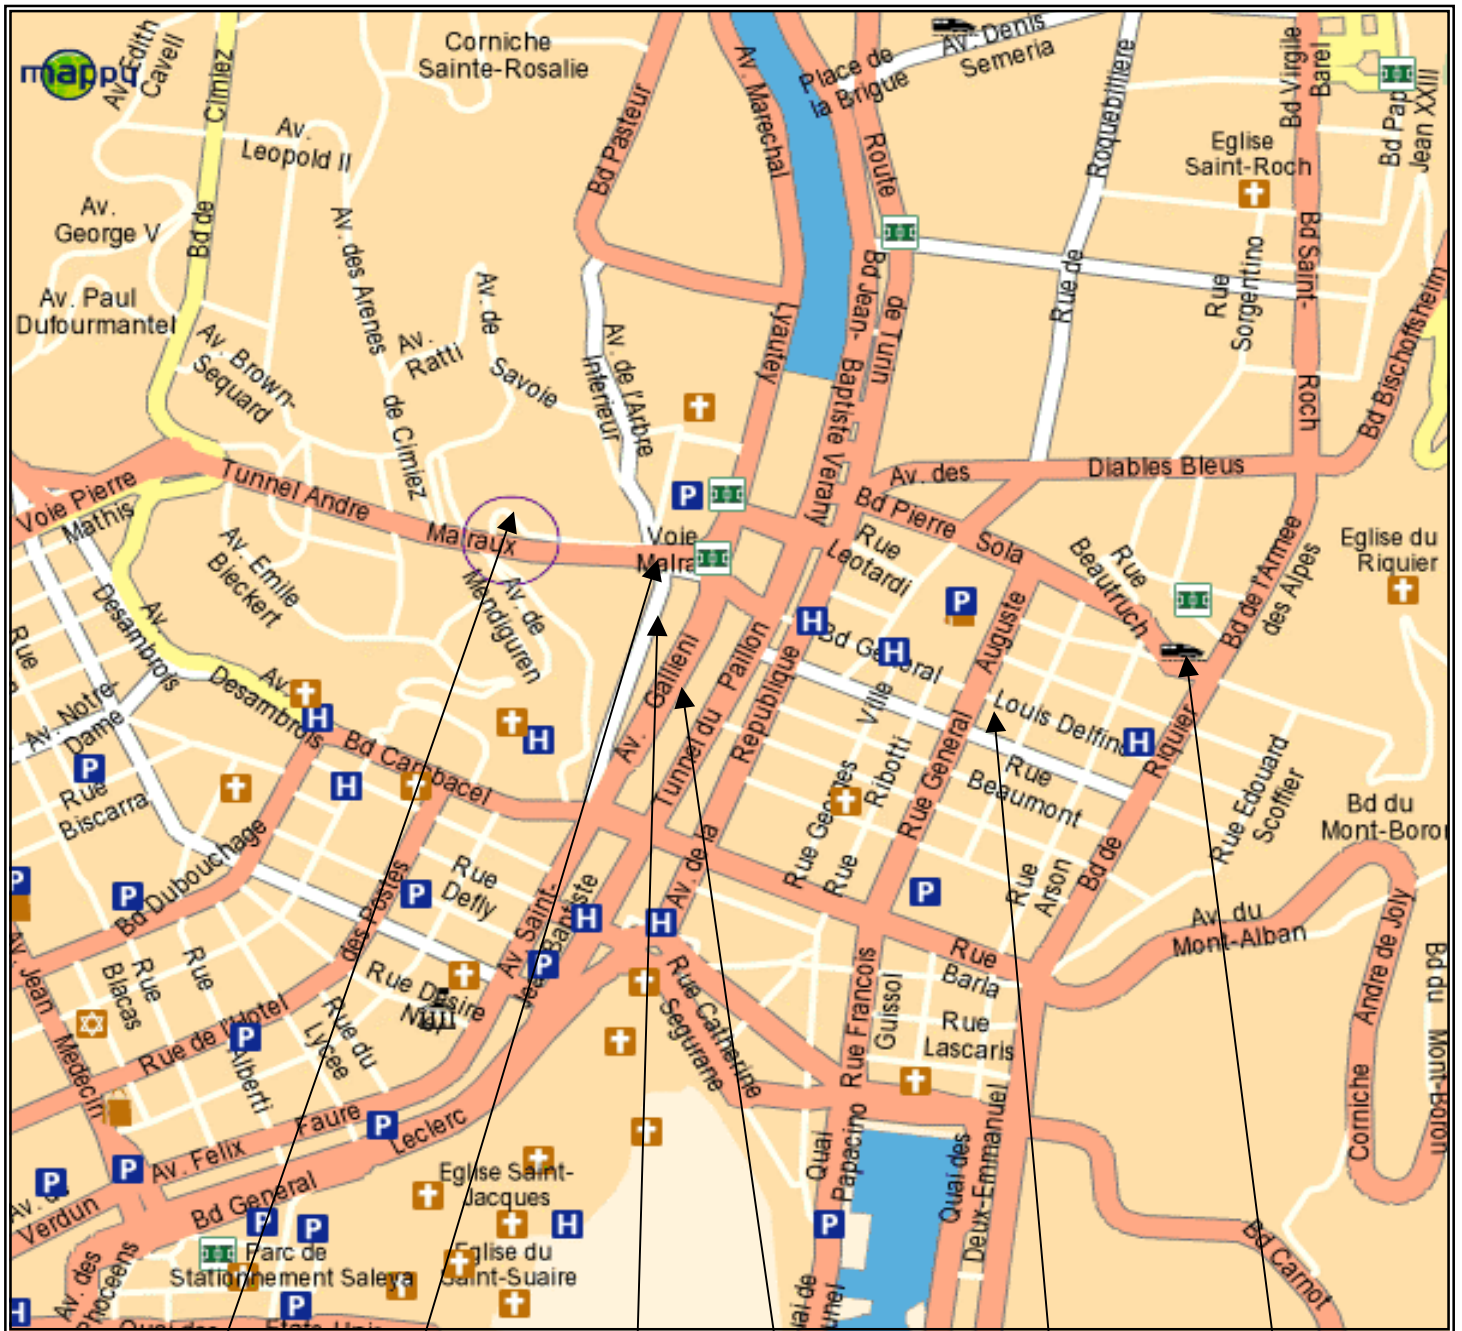 mappy
Av. Edith
Cavell
Bd de
Cimiez
Corniche
Sainte-Rosalie
Av.
Leopold II
Av.
George V
Av. Paul
Dufourmantel
Av. Brown-
Sequard
Av. des Arenes
de Cimiez
Av.
Ratti
Av. de
Savoie
Bd Pasteur
Av. Marechal
Lyautey
Place de
la Brigue
Av. Denis
Semeria
Route
de Turin
Bd Jean-
Baptiste Verany
Roquebilliere
Rue de
Bd Virgile
Barel
Bd Pap
Jean XXIII
Eglise
Saint-Roch
Rue
Sorgentino
Bd Saint-
Roch
Bd Bischoffsheim
Av. de l'Arbre
Inferieur
Voie Pierre
Mathis
Tunnel Andre
Malraux
Voie
Malra
P
Av. des
Diables Bleus
Bd Pierre
Sola
Rue
Leotardi
Rue
Beautruch
Bd de l'Armee
des Alpes
Eglise du
Riquier
Av. Emile
Bieckert
Av. de
Mendiguren
Av.
Desambrois
Rue
Av. Notre-
Dame
Av.
Desambrois
P
H
Rue
Biscarra
Bd Carabacel
H
H
Av.
Gallieni
Tunnel du
Paillon
Av. de la
Republique
H
H
P
Bd General
Louis Delfino
H
Rue General
Auguste
Rue Georges
Ville
Rue
Ribotti
Rue
Beaumont
Rue
Arson
Bd de
Riquier
Rue Edouard
Scoffier
Bd du
Mont-Boron
P
P
Bd Dubouchage
des Postes
P
Rue
Defly
Av. Saint-
Jean Baptiste
H
P
H
P
Rue
Barla
Av. du
Mont-Alban
Andre de Joly
Corniche
Bd du Mont-Boron
Av. Jean
Medecin
Rue
Blacas
Rue
Alberti
Rue de l'Hotel
P
Rue du
Lycee
Rue Desire
Niel
Rue Catherine
Segurane
Rue Francois
Guissol
Rue
Lascaris
P
Av. Felix
Faure
P
P
Verdun
Bd General
Leclerc
P
P
Eglise Saint-
Jacques
H
Eglise du
Saint-Suaire
Parc de
Stationnement Saleya
P
H
Av. des
Phoceens
Quai des
Etats-Unis
Quai
Papacino
P
Quai des
Deux-Emmanuel
Bd Carnot